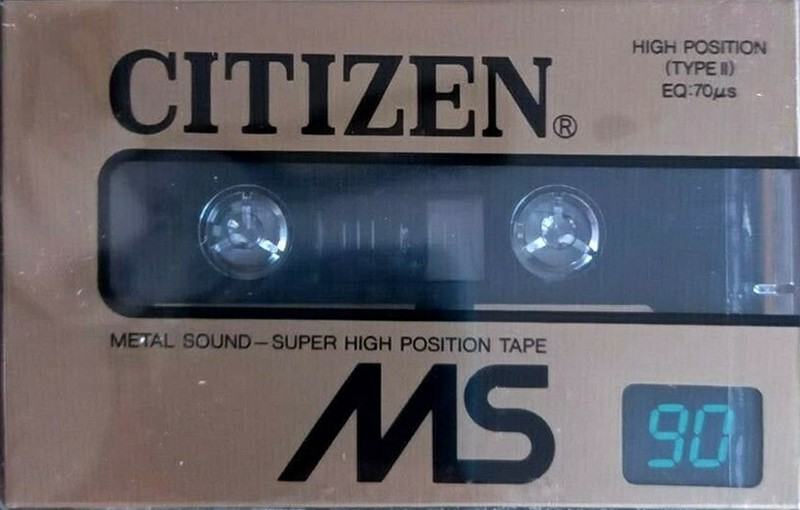 CITIZEN®
HIGH POSITION
(TYPE II)
EQ:70μs
METAL SOUND–SUPER HIGH POSITION TAPE
MS
90